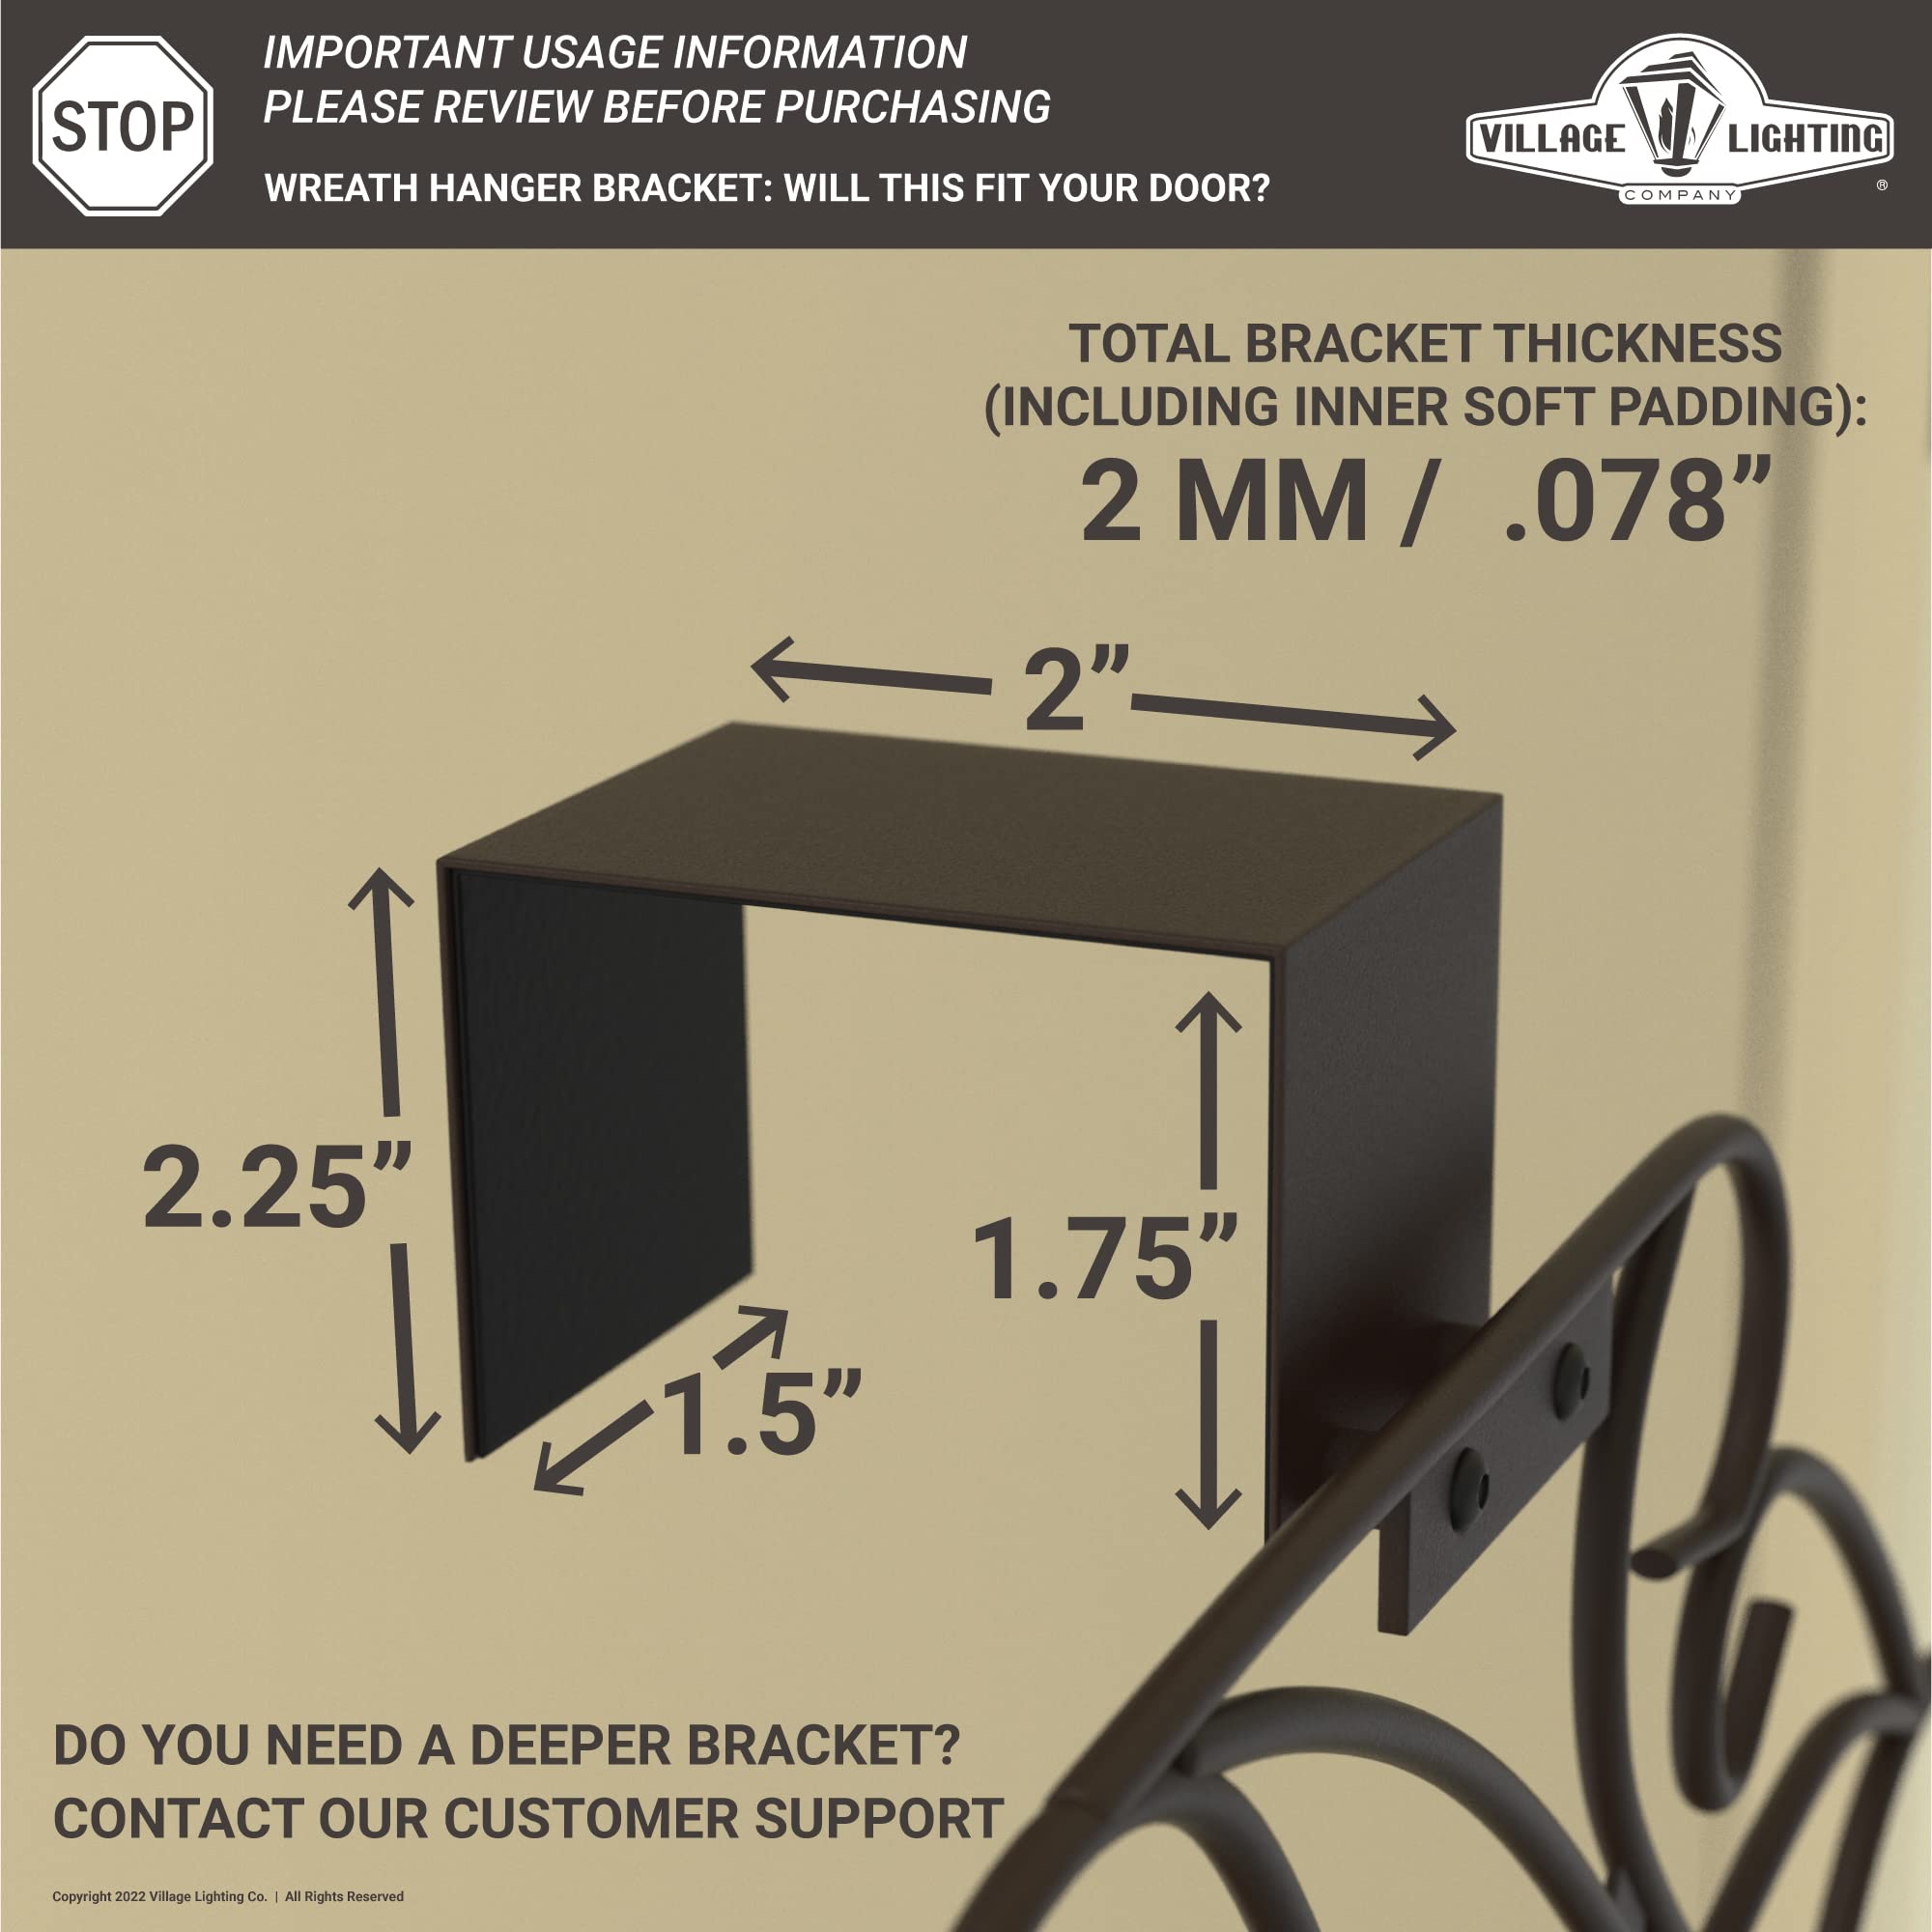 STOP
IMPORTANT USAGE INFORMATION
PLEASE REVIEW BEFORE PURCHASING
WREATH HANGER BRACKET: WILL THIS FIT YOUR DOOR?
VILLAGE LIGHTING
COMPANY
®
TOTAL BRACKET THICKNESS
(INCLUDING INNER SOFT PADDING):
2 MM / .078”
2”
2.25”
1.75”
1.5”
DO YOU NEED A DEEPER BRACKET?
CONTACT OUR CUSTOMER SUPPORT
Copyright 2022 Village Lighting Co. | All Rights Reserved